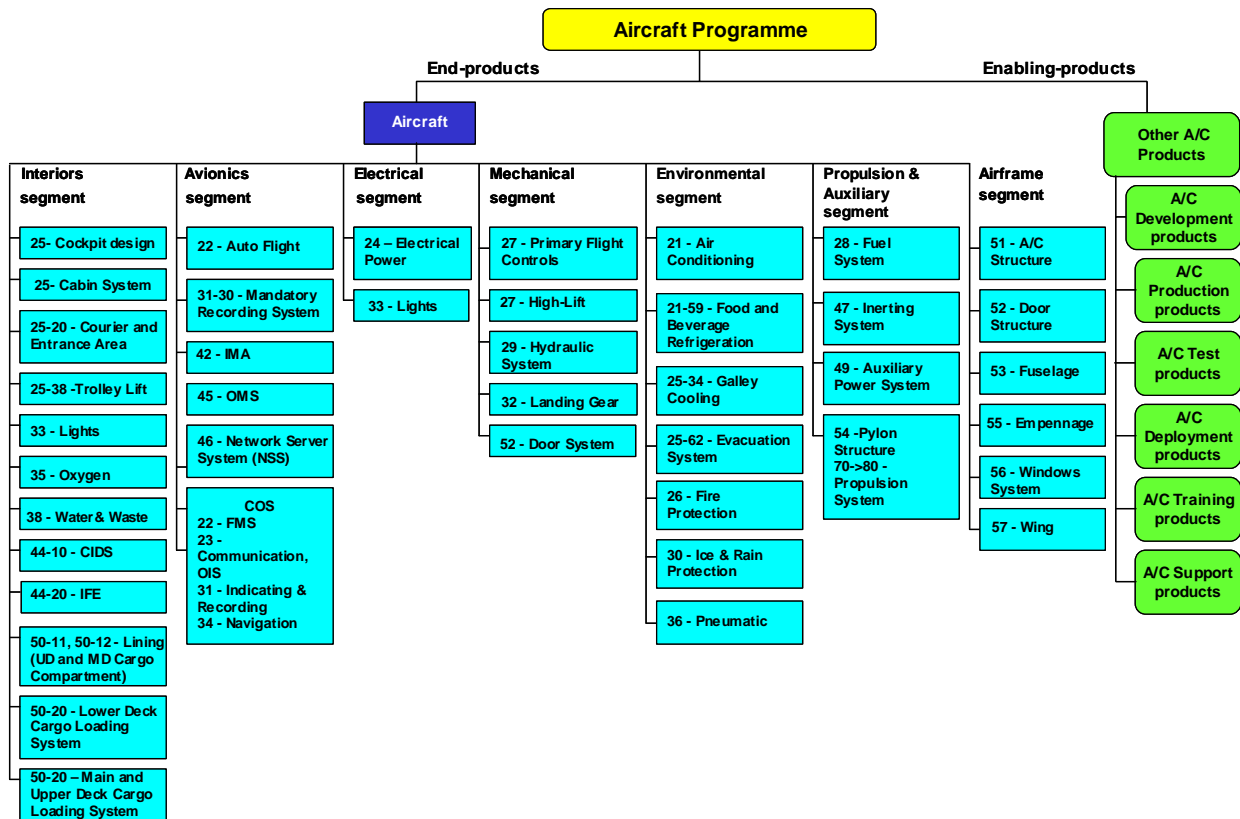 Aircraft Programme
End-products
Enabling-products
Aircraft
Other A/C
Products
Interiors
segment
25- Cockpit design
25- Cabin System
25-20 - Courier and
Entrance Area
25-38 -Trolley Lift
33 - Lights
35 - Oxygen
38 - Water & Waste
44-10 - CIDS
44-20 - IFE
50-11, 50-12 - Lining
(UD and MD Cargo
Compartment)
50-20 - Lower Deck
Cargo Loading
System
50-20 – Main and
Upper Deck Cargo
Loading System
Avionics
segment
22 - Auto Flight
31-30 - Mandatory
Recording System
42 - IMA
45 - OMS
46 - Network Server
System (NSS)
COS
22 - FMS
23 -
Communication,
OIS
31 - Indicating &
Recording
34 - Navigation
Electrical
segment
24 – Electrical
Power
33 - Lights
Mechanical
segment
27 - Primary Flight
Controls
27 - High-Lift
29 - Hydraulic
System
32 - Landing Gear
52 - Door System
Environmental
segment
21 - Air
Conditioning
21-59 - Food and
Beverage
Refrigeration
25-34 - Galley
Cooling
25-62 - Evacuation
System
26 - Fire
Protection
30 - Ice & Rain
Protection
36 - Pneumatic
Propulsion &
Auxiliary
segment
28 - Fuel
System
47 - Inerting
System
49 - Auxiliary
Power System
54 -Pylon
Structure
70->80 -
Propulsion
System
Airframe
segment
51 - A/C
Structure
52 - Door
Structure
53 - Fuselage
55 - Empennage
56 - Windows
System
57 - Wing
A/C
Development
products
A/C
Production
products
A/C Test
products
A/C
Deployment
products
A/C Training
products
A/C Support
products